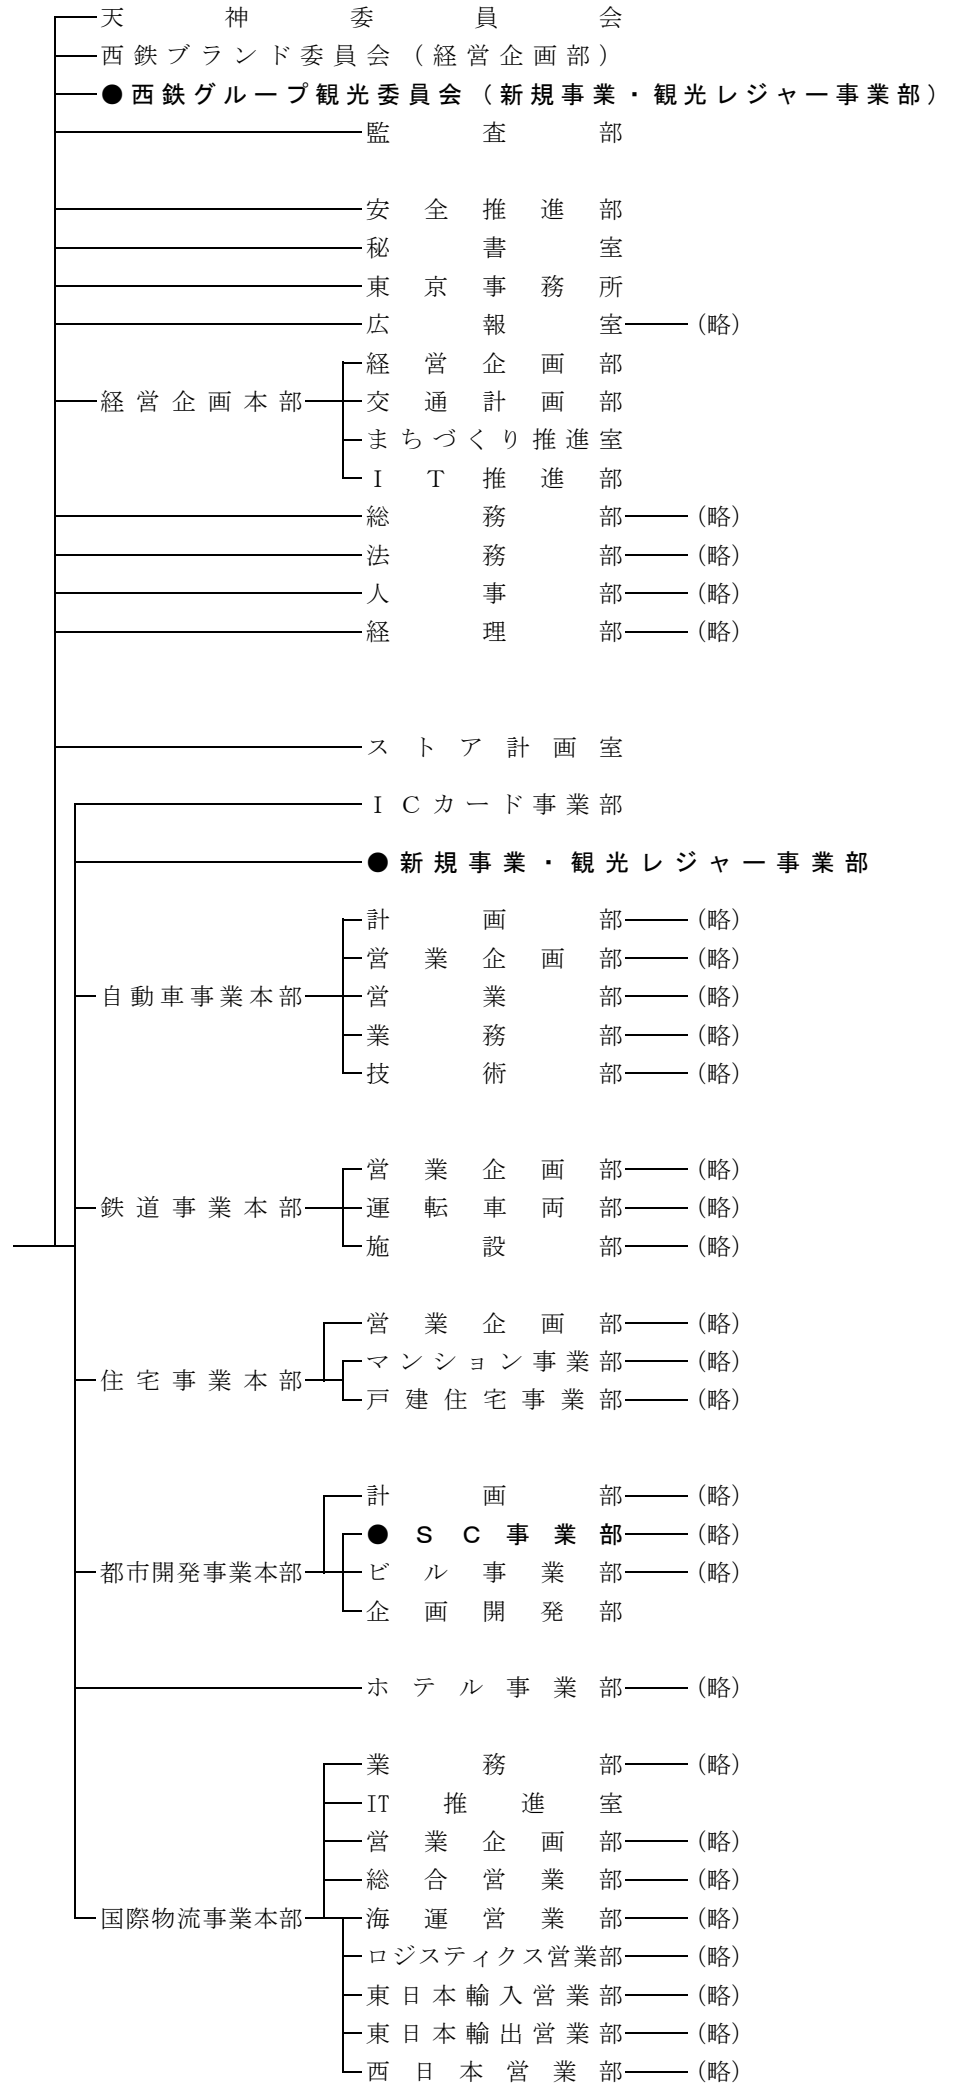 天神委員会
西鉄ブランド委員会(経営企画部)
●西鉄グループ観光委員会(新規事業・観光レジャー事業部)
監査部
安全推進部
秘書室
東京事務所
広報室 (略)
経営企画部
経営企画本部 交通計画部
まちづくり推進室
IT推進部
総務部 (略)
法務部 (略)
人事部 (略)
経理部 (略)
ストア計画室
ICカード事業部
●新規事業・観光レジャー事業部
計画部 (略)
営業企画部 (略)
自動車事業本部 営業部 (略)
業務部 (略)
技術部 (略)
営業企画部 (略)
鉄道事業本部 運転車両部 (略)
施設部 (略)
営業企画部 (略)
マンション事業部 (略)
住宅事業本部
戸建住宅事業部 (略)
計画部 (略)
●SC事業部 (略)
都市開発事業本部 ビル事業部 (略)
企画開発部
ホテル事業部 (略)
業務部 (略)
IT推進室
営業企画部 (略)
総合営業部 (略)
国際物流事業本部 海運営業部 (略)
ロジスティクス営業部 (略)
東日本輸入営業部 (略)
東日本輸出営業部 (略)
西日本営業部 (略)